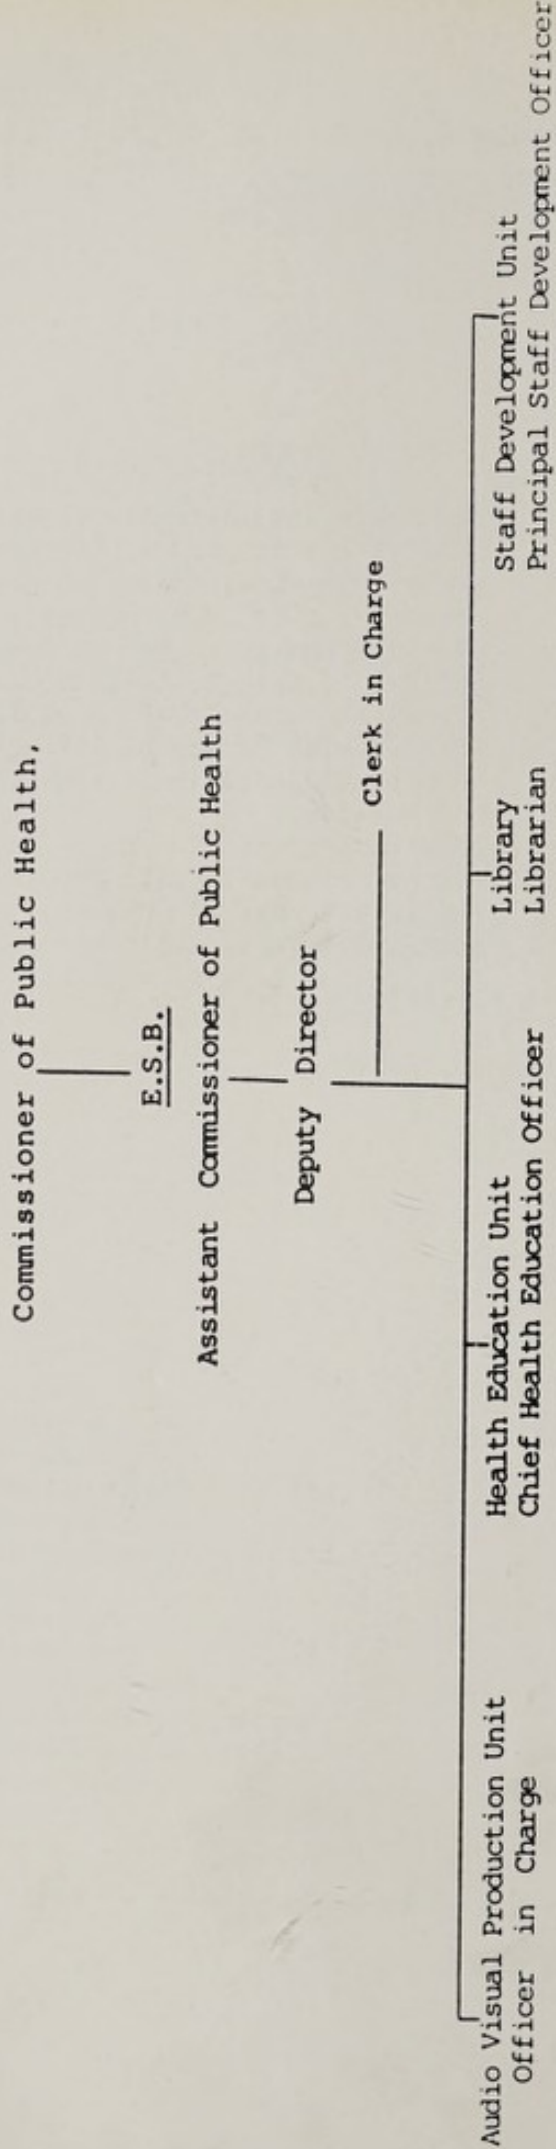 Commissioner of Public Health,
E.S.B.
Assistant Commissioner of Public Health
Deputy Director
Clerk in Charge
Audio Visual Production Unit
Officer in Charge
Health Education Unit
Chief Health Education Officer
Library
Librarian
Staff Development Unit
Principal Staff Development Officer